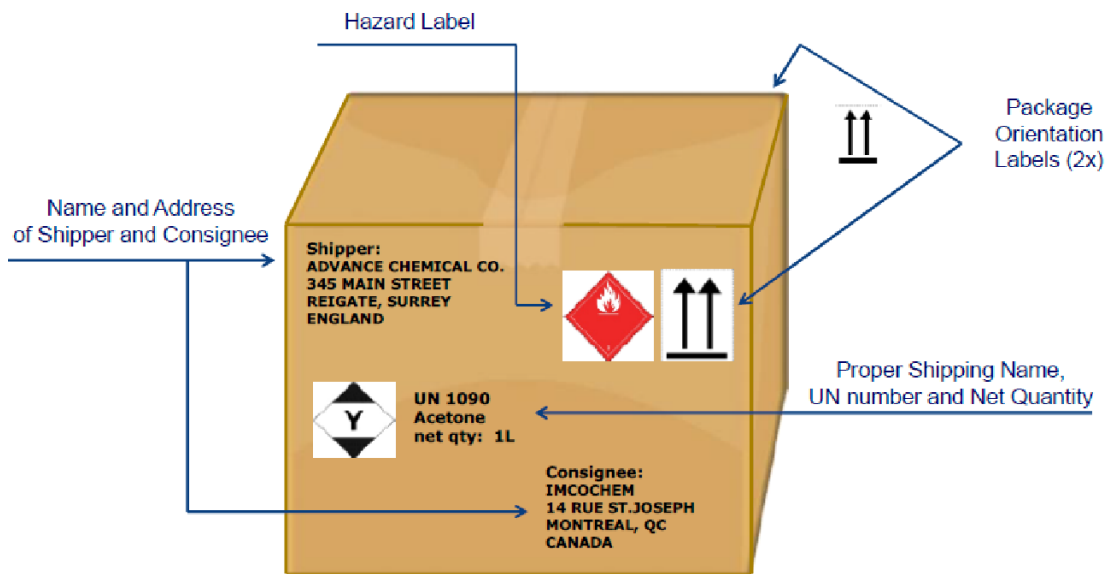 Hazard Label
Package
Orientation
Labels (2x)
Name and Address
of Shipper and Consignee
Shipper:
ADVANCE CHEMICAL CO.
345 MAIN STREET
REIGATE, SURREY
ENGLAND
Proper Shipping Name,
UN number and Net Quantity
Y
UN 1090
Acetone
net qty: 1L
Consignee:
IMCOCHEM
14 RUE ST.JOSEPH
MONTREAL, QC
CANADA